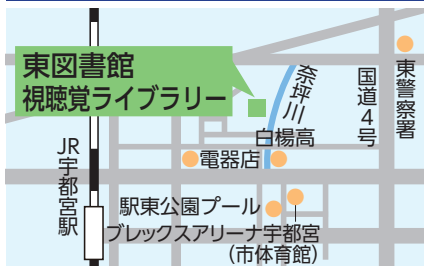 東図書館
視聴覚ライブラリー
奈坪川
国道4号
東警察署
白楊高
JR宇都宮駅
電器店
駅東公園プール
ブレックスアリーナ宇都宮
(市体育館)